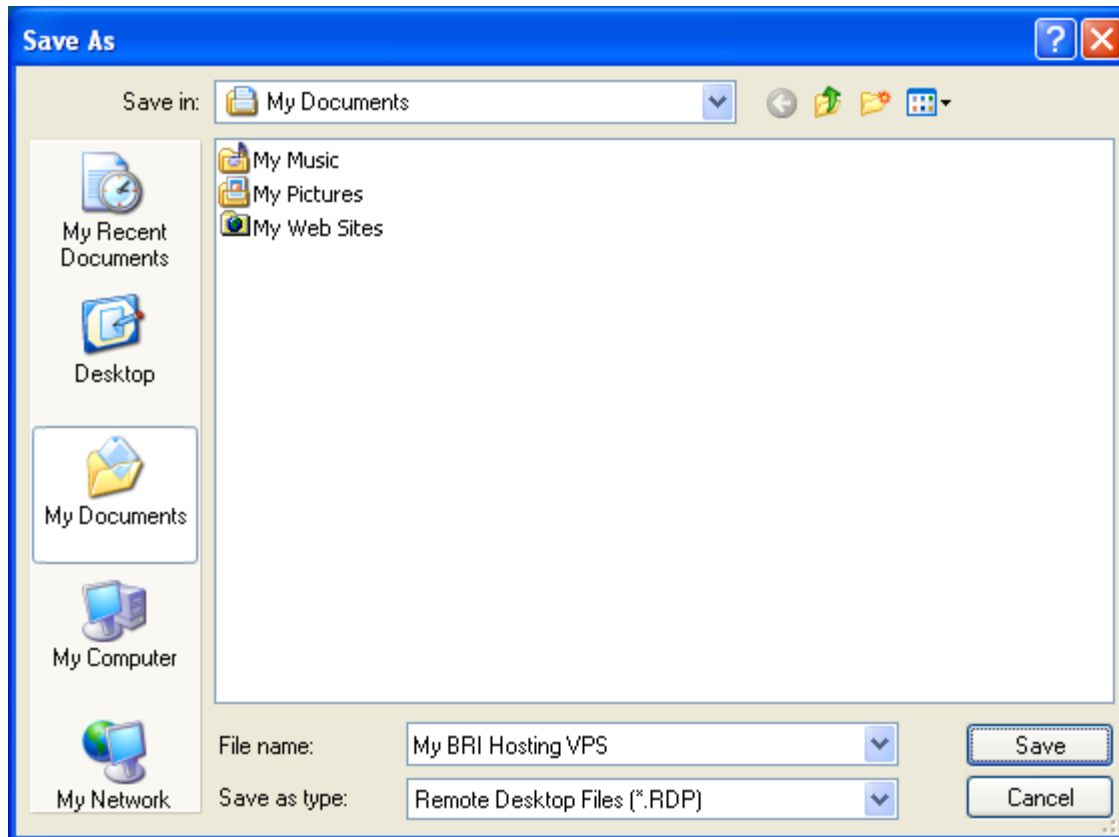 Save As
Save in:
My Documents
My Music
My Pictures
My Web Sites
My Recent
Documents
Desktop
My Documents
My Computer
My Network
File name:
My BRI Hosting VPS
Save
Save as type:
Remote Desktop Files (*.RDP)
Cancel